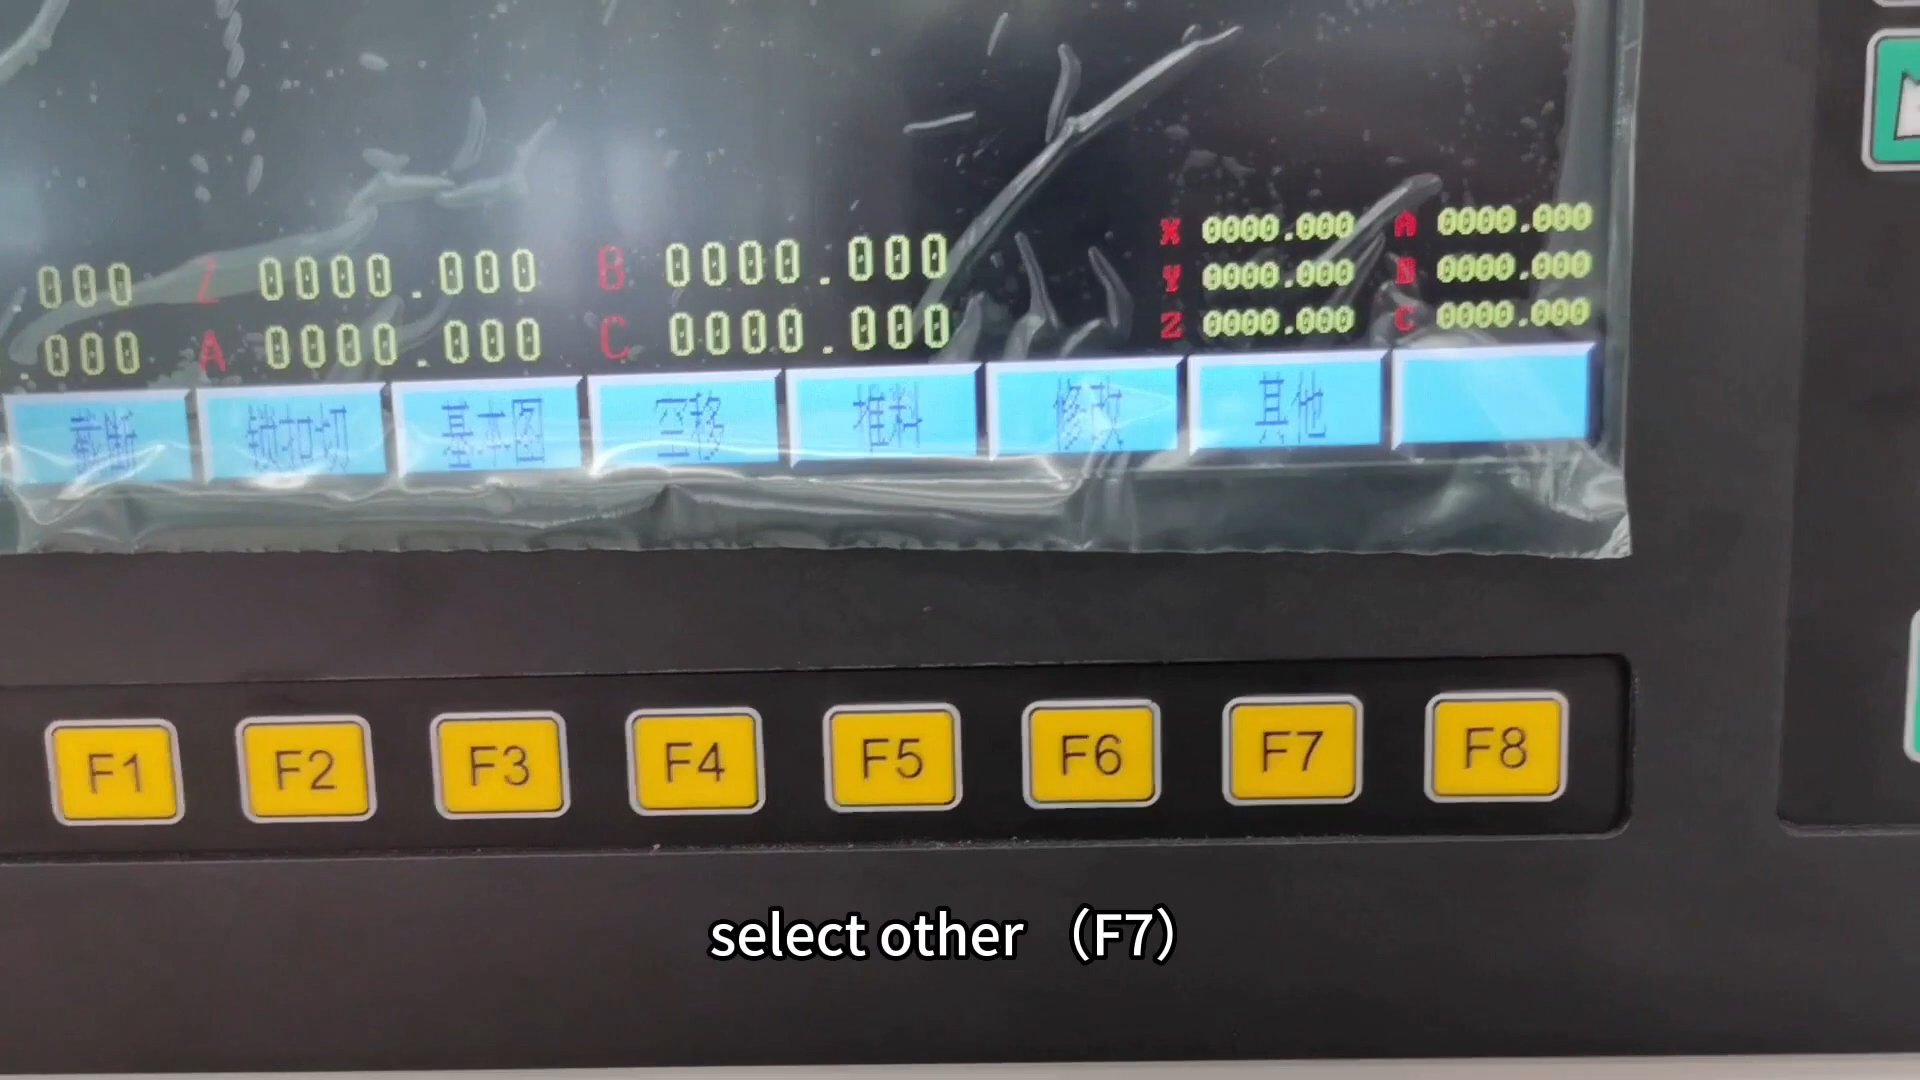 X 0000.000 A 0000.000
000 Z 0000.000 B 0000.000 Y 0000.000 B 0000.000
.000 A 0000.000 C 0000.000 Z 0000.000 C 0000.000
截断 锁扣切 基本图 空移 推料 修改 其他
F1 F2 F3 F4 F5 F6 F7 F8
select other （F7）